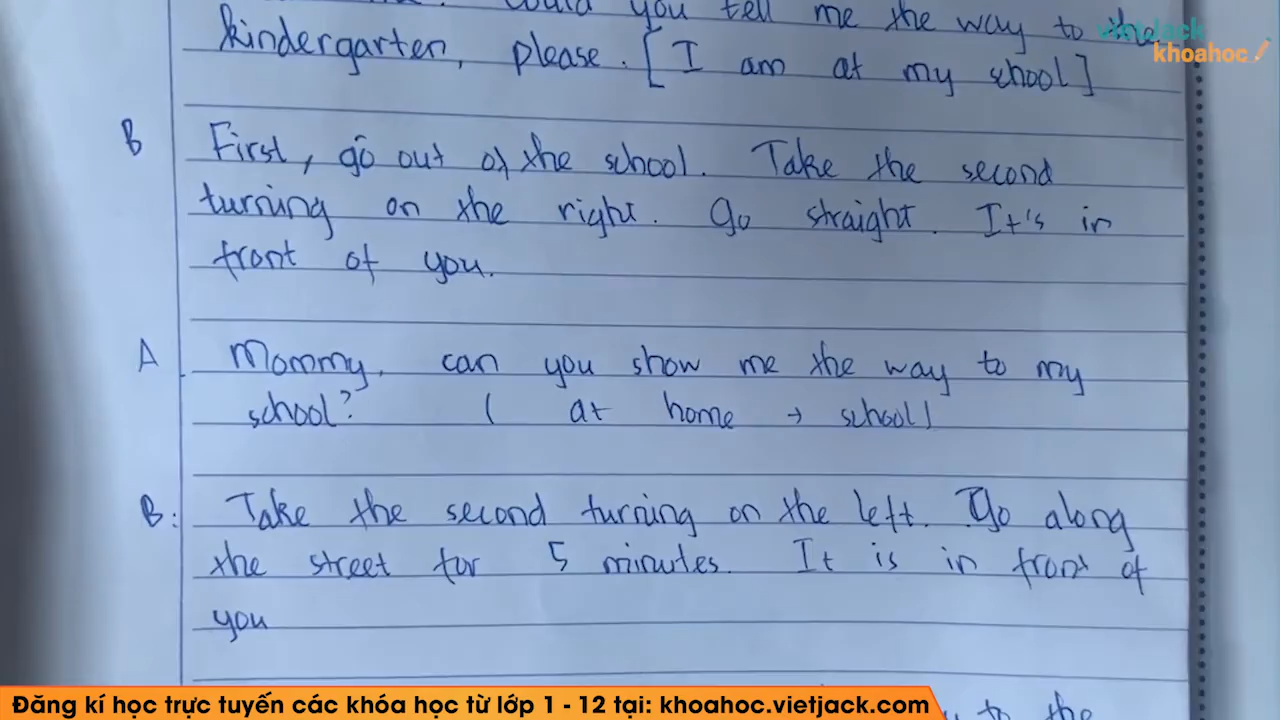 could you tell me the way to the
vietjack
khoahoc
kindergarten, please. [I am at my school]
B First, go out of the school. Take the second
turning on the right. Go straight. It's in
front of you.
A Mommy, can you show me the way to my
school? ( at home → school)
B: Take the second turning on the left. Go along
the street for 5 minutes. It is in front of
you
to the
Đăng kí học trực tuyến các khóa học từ lớp 1 - 12 tại: khoahoc.vietjack.com